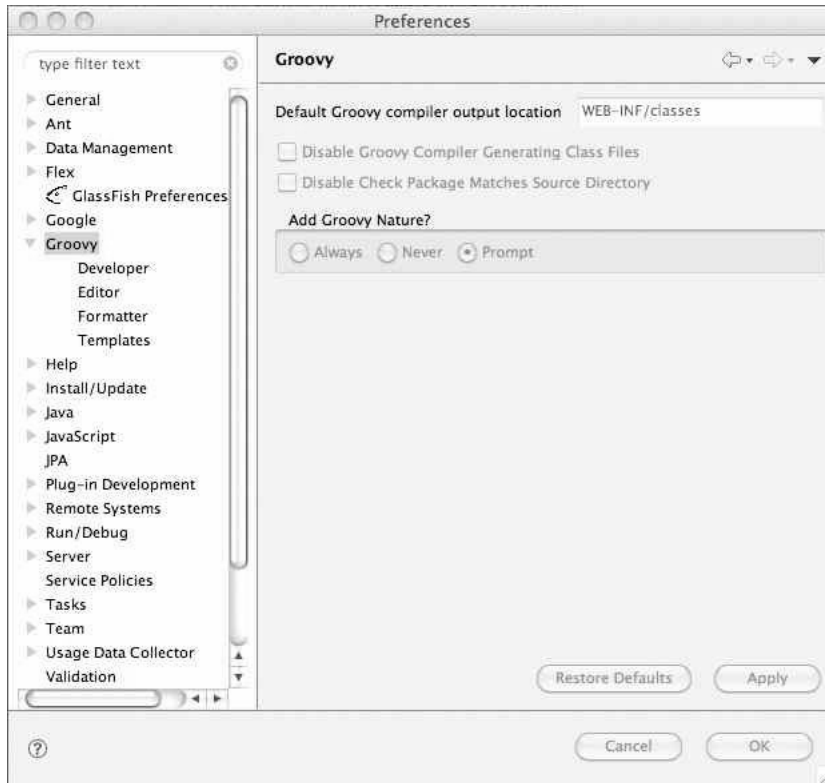 Preferences
type filter text
General
Ant
Data Management
Flex
GlassFish Preferences
Google
Groovy
Developer
Editor
Formatter
Templates
Help
Install/Update
Java
JavaScript
JPA
Plug-in Development
Remote Systems
Run/Debug
Server
Service Policies
Tasks
Team
Usage Data Collector
Validation
Groovy
Default Groovy compiler output location WEB-INF/classes
Disable Groovy Compiler Generating Class Files
Disable Check Package Matches Source Directory
Add Groovy Nature?
Always Never Prompt
Restore Defaults Apply
? Cancel OK